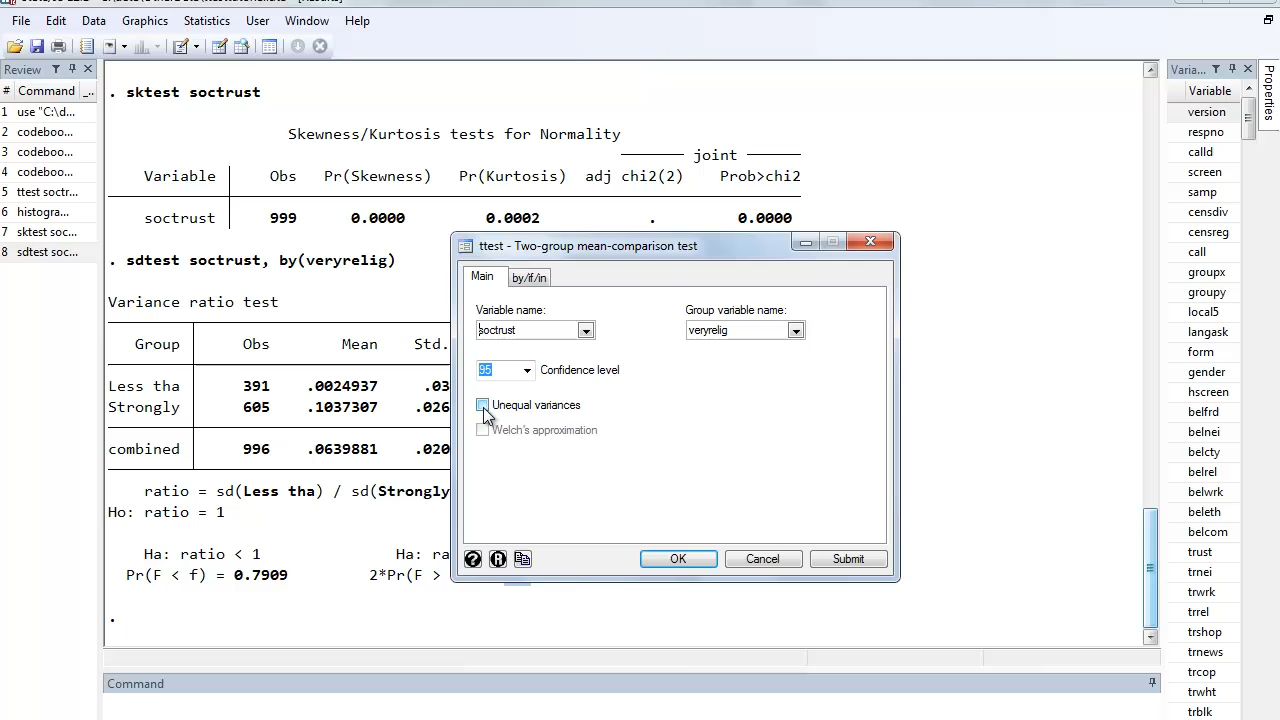 File Edit Data Graphics Statistics User Window Help
Review
# Command
1 use "C:\d...
2 codeboo...
3 codeboo...
4 codeboo...
5 ttest soctr...
6 histogra...
7 sktest soc...
8 sdtest soc...
. sktest soctrust
Skewness/Kurtosis tests for Normality
joint
Variable Obs Pr(Skewness) Pr(Kurtosis) adj chi2(2) Prob>chi2
soctrust 999 0.0000 0.0002 . 0.0000
. sdtest soctrust, by(veryrelig)
Variance ratio test
Group Obs Mean Std.
Less tha 391 .0024937 .03
Strongly 605 .1037307 .026
combined 996 .0639881 .020
ratio = sd(Less tha) / sd(Strongly
Ho: ratio = 1
Ha: ratio < 1 Ha: ra
Pr(F < f) = 0.7909 2*Pr(F >
.
ttest - Two-group mean-comparison test
Main by/if/in
Variable name: Group variable name:
soctrust veryrelig
95 Confidence level
Unequal variances
Welch's approximation
OK Cancel Submit
Command
Varia...
Variable
version
respno
calld
screen
samp
censdiv
censreg
call
groupx
groupy
local5
langask
form
gender
hscreen
belfrd
belnei
belcty
belrel
belwrk
beleth
belcom
trust
trnei
trwrk
trrel
trshop
trnews
trcop
trwht
trblk
Properties